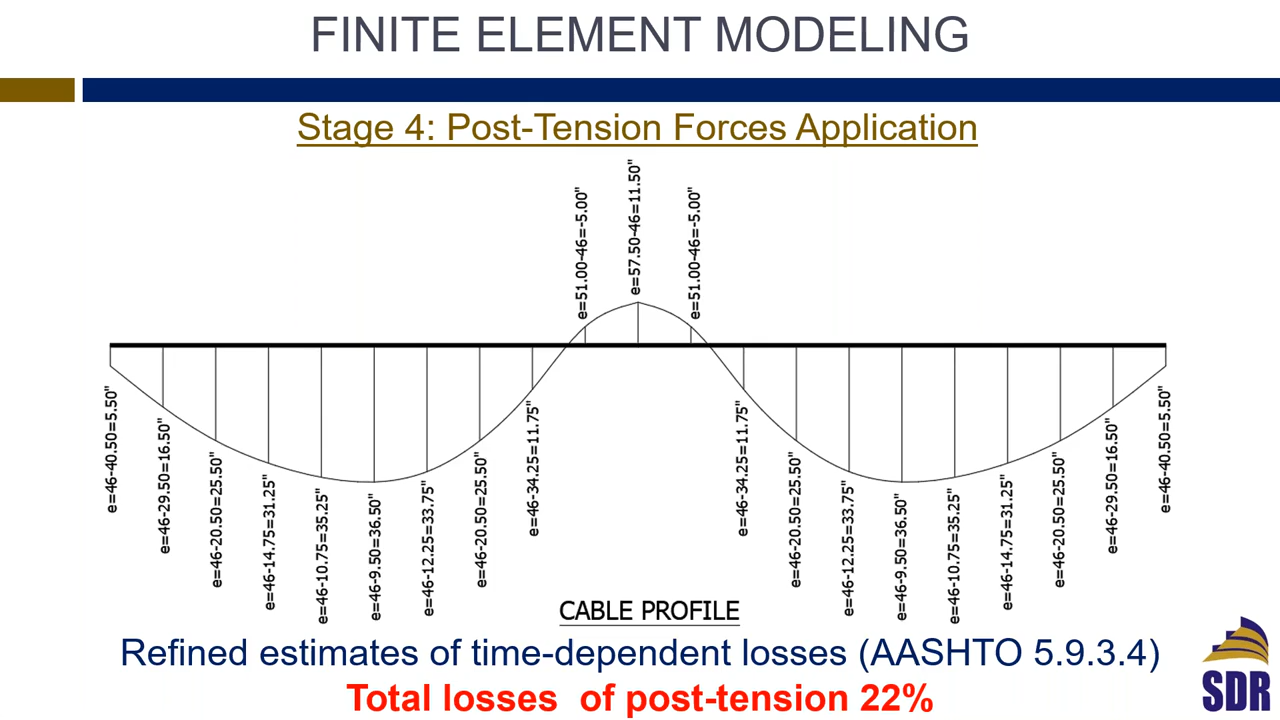 FINITE ELEMENT MODELING
Stage 4: Post-Tension Forces Application
e=51.00-46=-5.00"
e=57.50-46=11.50"
e=51.00-46=-5.00"
e=46-40.50=5.50"
e=46-29.50=16.50"
e=46-20.50=25.50"
e=46-14.75=31.25"
e=46-10.75=35.25"
e=46-9.50=36.50"
e=46-12.25=33.75"
e=46-20.50=25.50"
e=46-34.25=11.75"
e=46-34.25=11.75"
e=46-20.50=25.50"
e=46-12.25=33.75"
e=46-9.50=36.50"
e=46-10.75=35.25"
e=46-14.75=31.25"
e=46-20.50=25.50"
e=46-29.50=16.50"
e=46-40.50=5.50"
CABLE PROFILE
Refined estimates of time-dependent losses (AASHTO 5.9.3.4)
Total losses of post-tension 22%
SDR